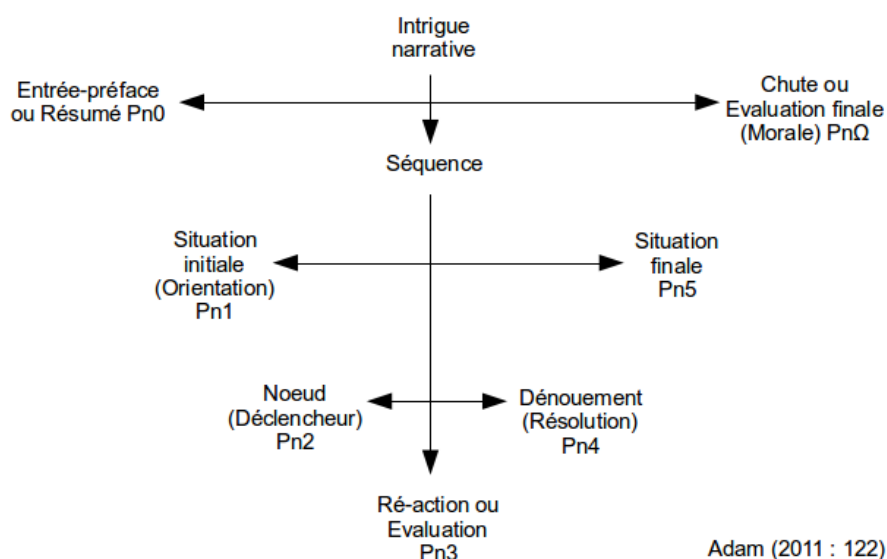 Intrigue
narrative
Entrée-préface
ou Résumé Pn0
Chute ou
Evaluation finale
(Morale) PnΩ
Séquence
Situation
initiale
(Orientation)
Pn1
Situation
finale
Pn5
Noeud
(Déclencheur)
Pn2
Dénouement
(Résolution)
Pn4
Ré-action ou
Evaluation
Pn3
Adam (2011 : 122)